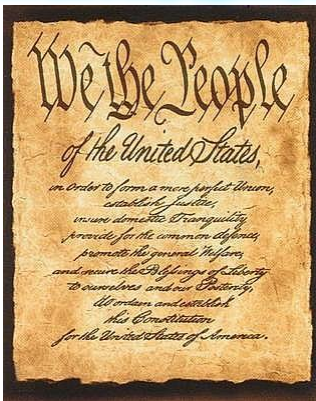 We the People
of the United States,
in Order to form a more perfect Union,
establish Justice,
insure domestic Tranquility
provide for the common defence,
promote the general Welfare,
and secure the Blessings of Liberty
to ourselves and our Posterity,
do ordain and establish
this Constitution
for the United States of America.